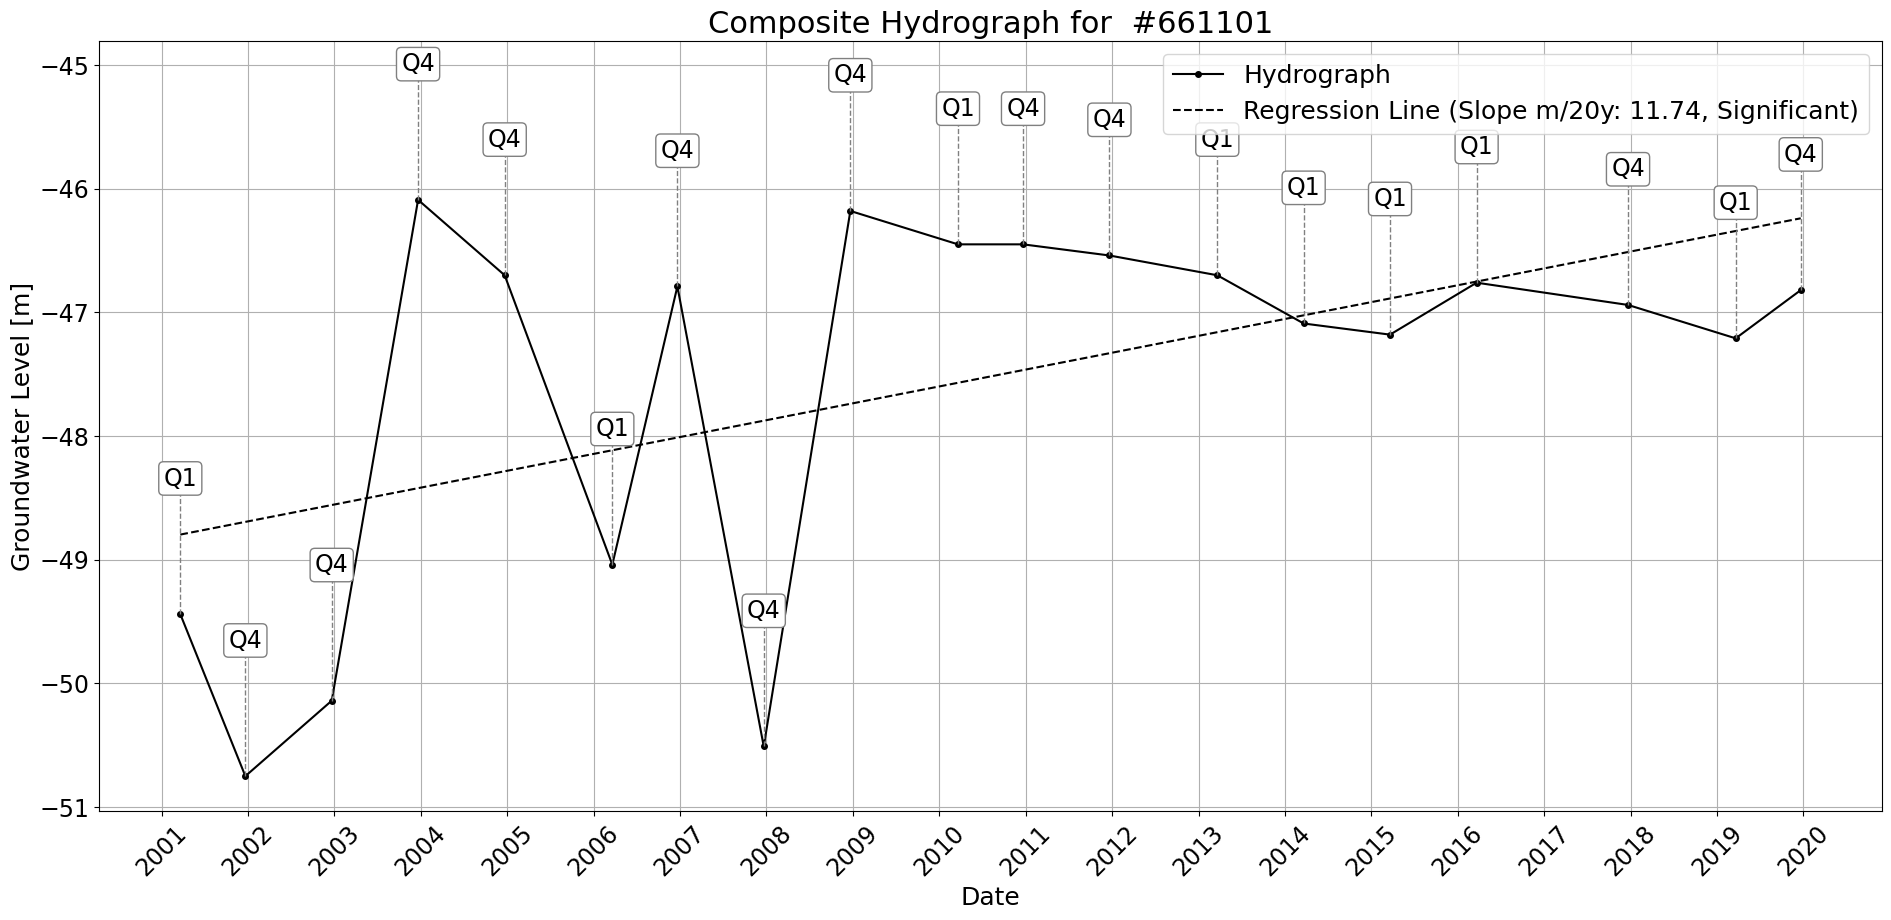 Composite Hydrograph for  #661101
Hydrograph
Regression Line (Slope m/20y: 11.74, Significant)
Groundwater Level [m]
−45
−46
−47
−48
−49
−50
−51
Q1
Q4
Q4
Q4
Q4
Q1
Q4
Q4
Q4
Q1
Q4
Q4
Q1
Q1
Q1
Q1
Q4
Q1
Q4
2001
2002
2003
2004
2005
2006
2007
2008
2009
2010
2011
2012
2013
2014
2015
2016
2017
2018
2019
2020
Date